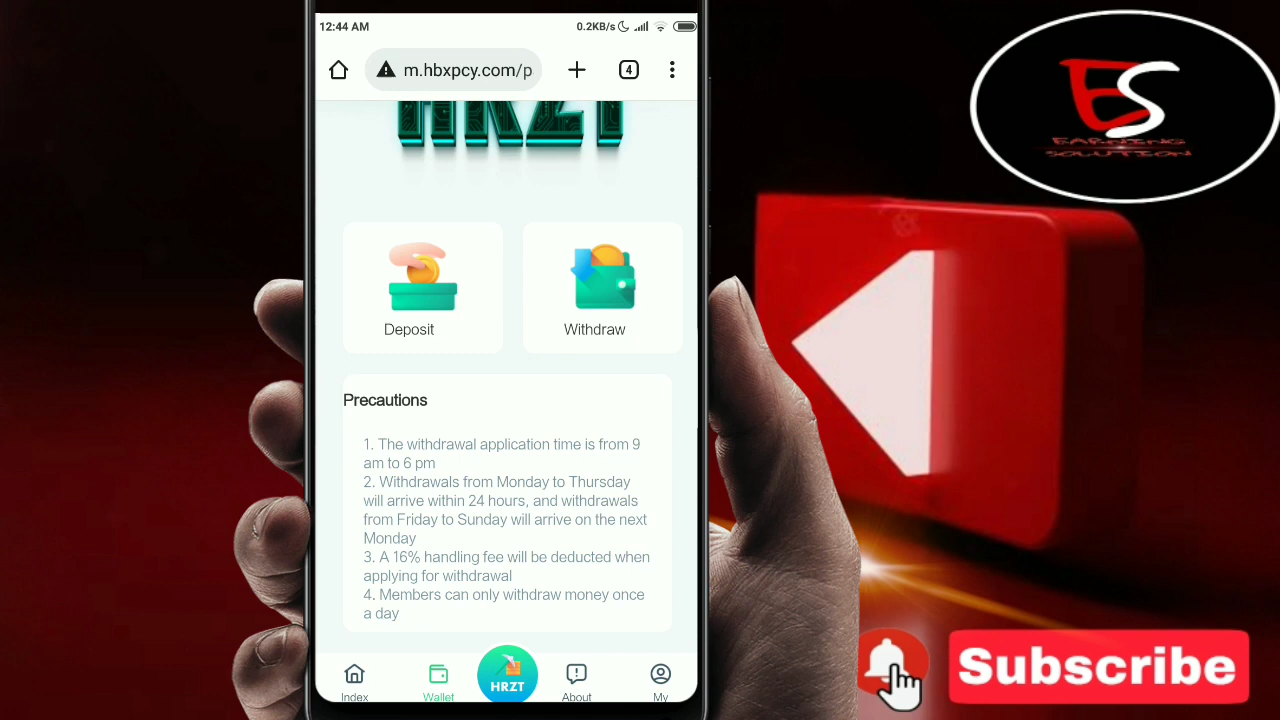 12:44 AM
0.2KB/s
m.hbxpcy.com/p
4
HRZT
ES
EARNING
SOLUTION
Deposit
Withdraw
Precautions
1. The withdrawal application time is from 9
am to 6 pm
2. Withdrawals from Monday to Thursday
will arrive within 24 hours, and withdrawals
from Friday to Sunday will arrive on the next
Monday
3. A 16% handling fee will be deducted when
applying for withdrawal
4. Members can only withdraw money once
a day
Index
Wallet
HRZT
About
My
Subscribe